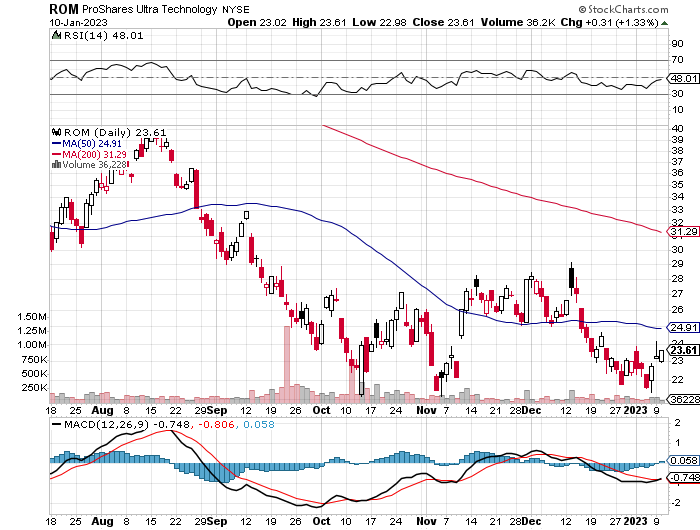 ROM ProShares Ultra Technology NYSE © StockCharts.com
10-Jan-2023 Open 23.02 High 23.61 Low 22.98 Close 23.61 Volume 36.2K Chg +0.31 (+1.33%)
RSI(14) 48.01
90
70
50
48.01
30
10
ROM (Daily) 23.61
MA(50) 24.91
MA(200) 31.29
Volume 36,228
40
39
38
37
36
35
34
33
32
31.29
30
29
28
27
26
25
24.91
24
23.61
23
22
36228
1.50M
1.25M
1.00M
750K
500K
250K
18 25 Aug 8 15 22 29 Sep 12 19 26 Oct 10 17 24 Nov 7 14 21 28 Dec 12 19 27 2023 9
MACD(12,26,9) -0.748, -0.806, 0.058
2
1
0.058
-0.748
-2
18 25 Aug 8 15 22 29 Sep 12 19 26 Oct 10 17 24 Nov 7 14 21 28 Dec 12 19 27 2023 9